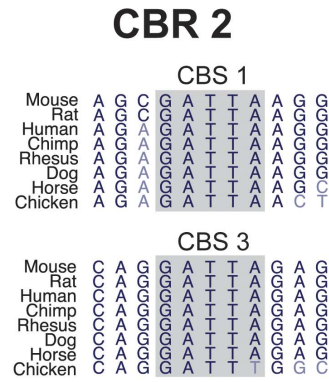 CBR 2
CBS 1
Mouse A G C G A T T A A G G
Rat A G C G A T T A A G G
Human A G A G A T T A A G G
Chimp A G A G A T T A A G G
Rhesus A G A G A T T A A G G
Dog A G A G A T T A A G G
Horse A G A G A T T A A G C
Chicken A G A G A T T A A C T
CBS 3
Mouse C A G G A T T A G A G
Rat C A G G A T T A G A G
Human C A G G A T T A G A G
Chimp C A G G A T T A G A G
Rhesus C A G G A T T A G A G
Dog C A G G A T T A G A G
Horse C A G G A T T A G A G
Chicken C A G G A T T T G G C